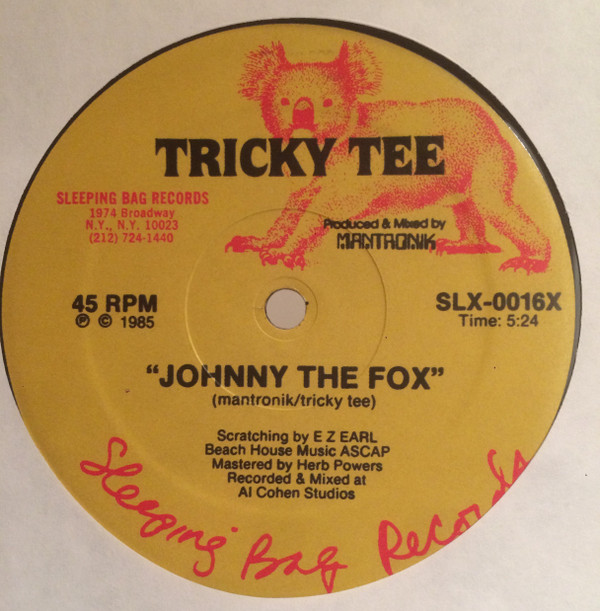 TRICKY TEE
SLEEPING BAG RECORDS
1974 Broadway
N.Y., N.Y. 10023
(212) 724-1440
Produced & Mixed by
MANTRONIK
45 RPM
℗ © 1985
SLX-0016X
Time: 5:24
"JOHNNY THE FOX"
(mantronik/tricky tee)
Scratching by E Z EARL
Beach House Music ASCAP
Mastered by Herb Powers
Recorded & Mixed at
Al Cohen Studios
Sleeping Bag Records